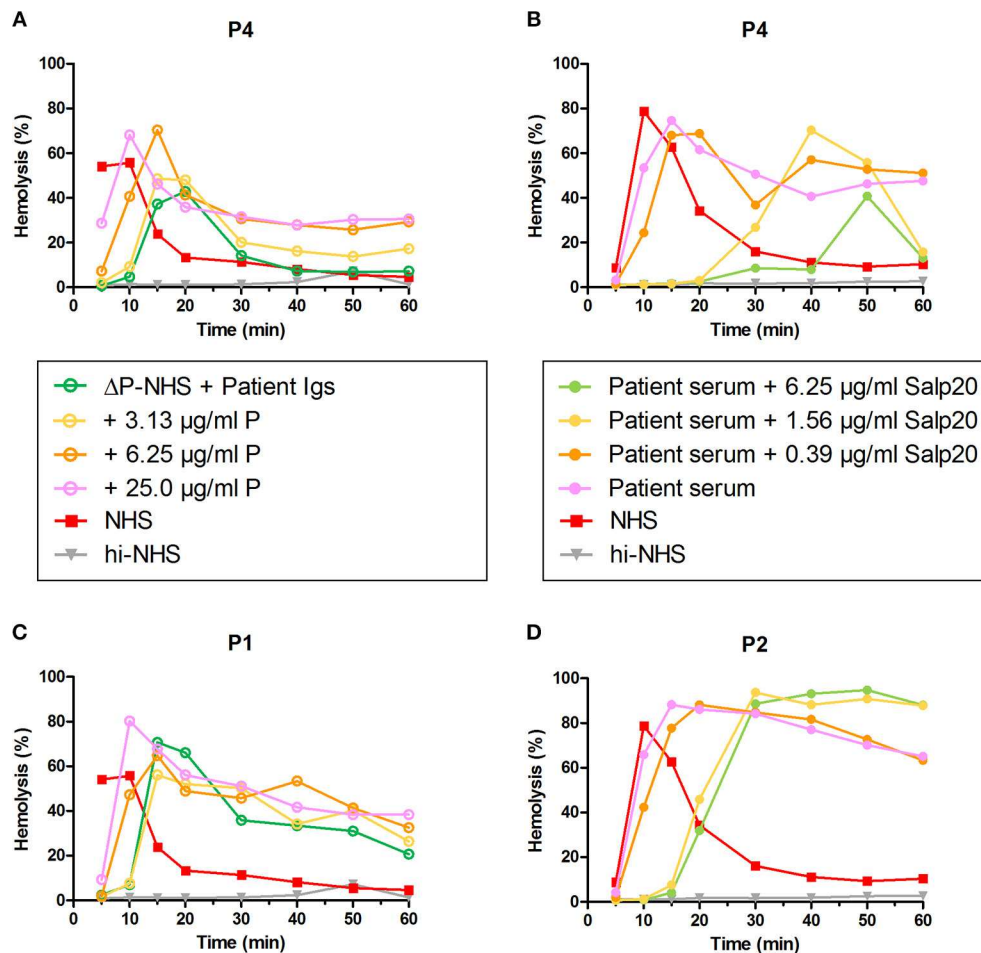 A
P4
Hemolysis (%)
100
80
60
40
20
0
0
10
20
30
40
50
60
Time (min)
B
P4
Hemolysis (%)
100
80
60
40
20
0
0
10
20
30
40
50
60
Time (min)
ΔP-NHS + Patient Igs
+ 3.13 µg/ml P
+ 6.25 µg/ml P
+ 25.0 µg/ml P
NHS
hi-NHS
Patient serum + 6.25 µg/ml Salp20
Patient serum + 1.56 µg/ml Salp20
Patient serum + 0.39 µg/ml Salp20
Patient serum
NHS
hi-NHS
C
P1
Hemolysis (%)
100
80
60
40
20
0
0
10
20
30
40
50
60
Time (min)
D
P2
Hemolysis (%)
100
80
60
40
20
0
0
10
20
30
40
50
60
Time (min)